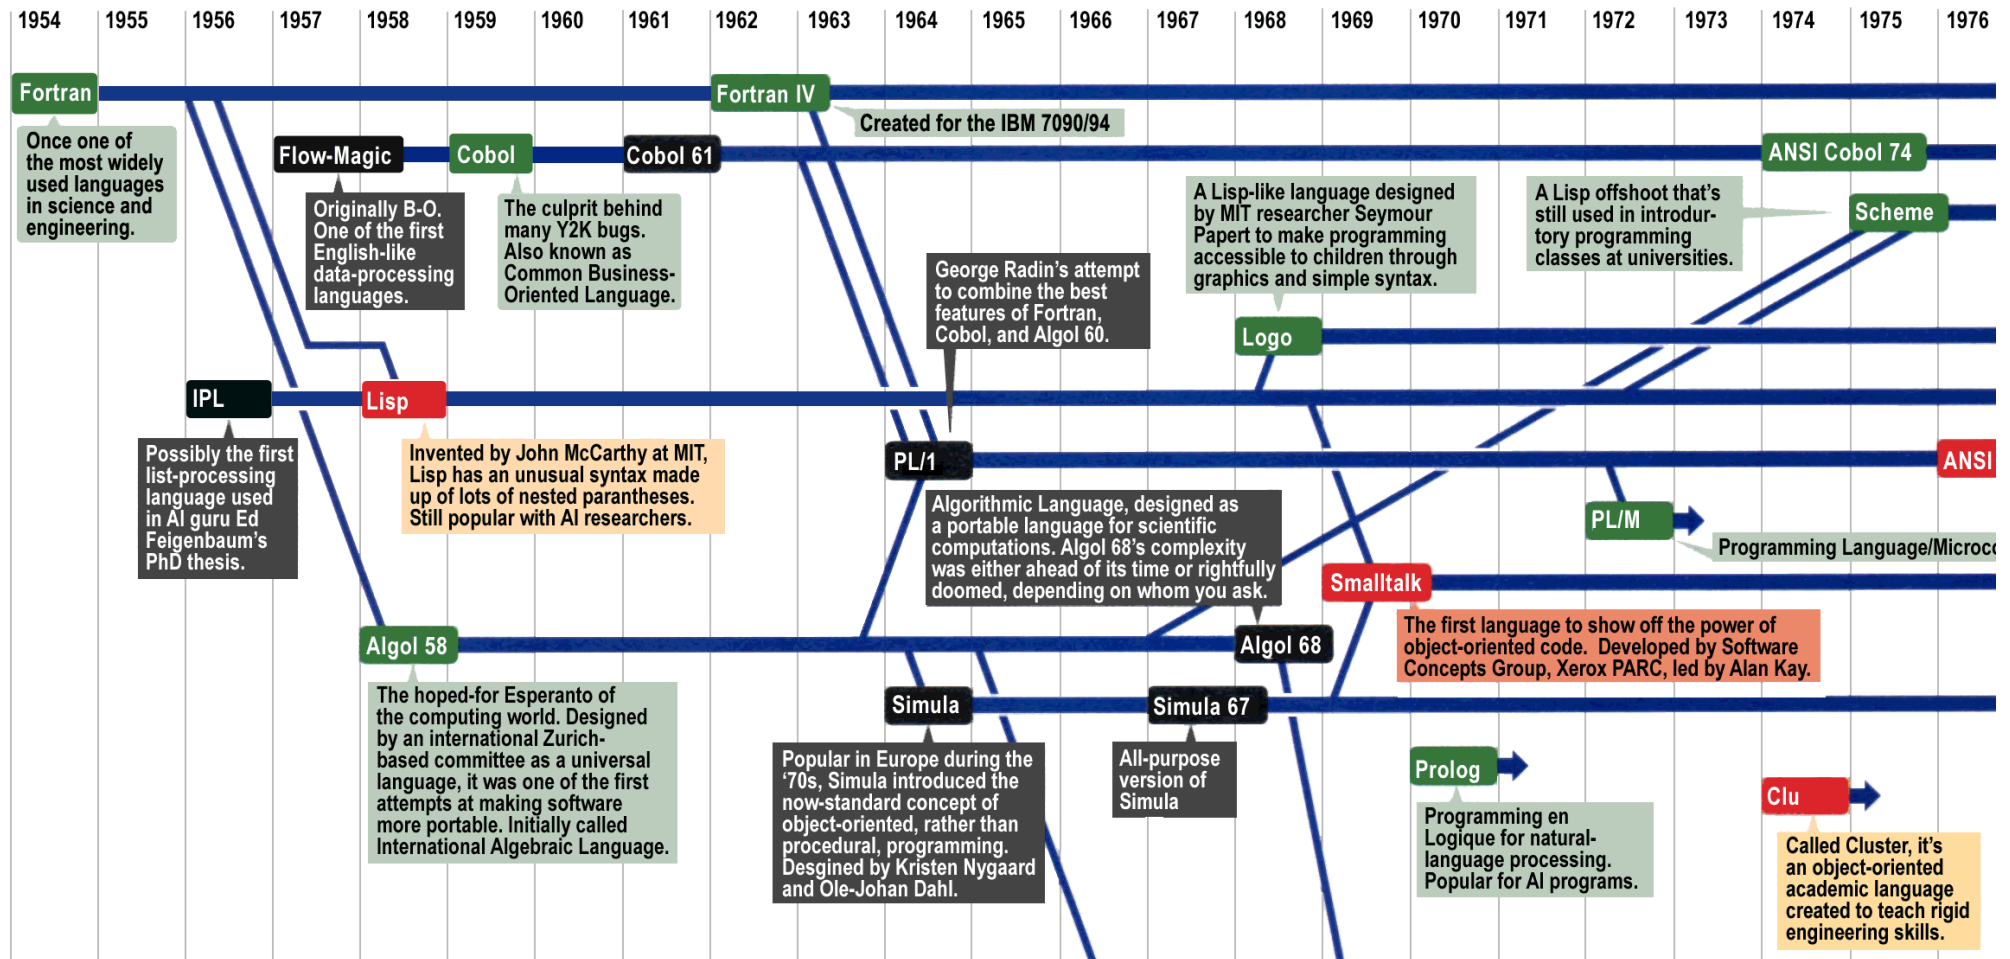 1954 1955 1956 1957 1958 1959 1960 1961 1962 1963 1964 1965 1966 1967 1968 1969 1970 1971 1972 1973 1974 1975 1976
Fortran
Once one of
the most widely
used languages
in science and
engineering.
Fortran IV
Created for the IBM 7090/94
Flow-Magic
Originally B-O.
One of the first
English-like
data-processing
languages.
Cobol
The culprit behind
many Y2K bugs.
Also known as
Common Business-
Oriented Language.
Cobol 61
ANSI Cobol 74
A Lisp-like language designed
by MIT researcher Seymour
Papert to make programming
accessible to children through
graphics and simple syntax.
Logo
A Lisp offshoot that's
still used in introdur-
tory programming
classes at universities.
Scheme
George Radin's attempt
to combine the best
features of Fortran,
Cobol, and Algol 60.
IPL
Possibly the first
list-processing
language used
in AI guru Ed
Feigenbaum's
PhD thesis.
Lisp
Invented by John McCarthy at MIT,
Lisp has an unusual syntax made
up of lots of nested parantheses.
Still popular with AI researchers.
PL/1
ANSI
PL/M
Programming Language/Microco
Algorithmic Language, designed as
a portable language for scientific
computations. Algol 68's complexity
was either ahead of its time or rightfully
doomed, depending on whom you ask.
Smalltalk
The first language to show off the power of
object-oriented code. Developed by Software
Concepts Group, Xerox PARC, led by Alan Kay.
Algol 58
The hoped-for Esperanto of
the computing world. Designed
by an international Zurich-
based committee as a universal
language, it was one of the first
attempts at making software
more portable. Initially called
International Algebraic Language.
Algol 68
Simula
Popular in Europe during the
‘70s, Simula introduced the
now-standard concept of
object-oriented, rather than
procedural, programming.
Desgined by Kristen Nygaard
and Ole-Johan Dahl.
Simula 67
All-purpose
version of
Simula
Prolog
Programming en
Logique for natural-
language processing.
Popular for AI programs.
Clu
Called Cluster, it's
an object-oriented
academic language
created to teach rigid
engineering skills.